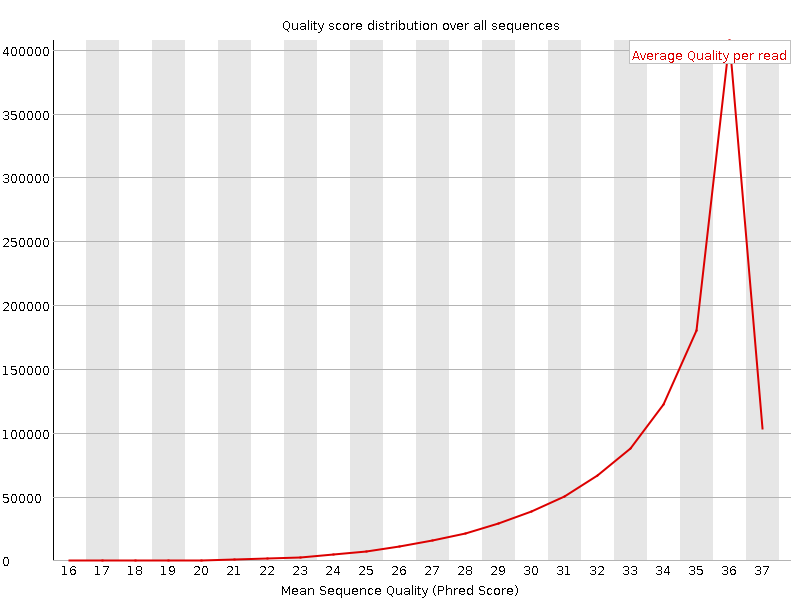 Quality score distribution over all sequences
Average Quality per read
400000
350000
300000
250000
200000
150000
100000
50000
0
16 17 18 19 20 21 22 23 24 25 26 27 28 29 30 31 32 33 34 35 36 37
Mean Sequence Quality (Phred Score)